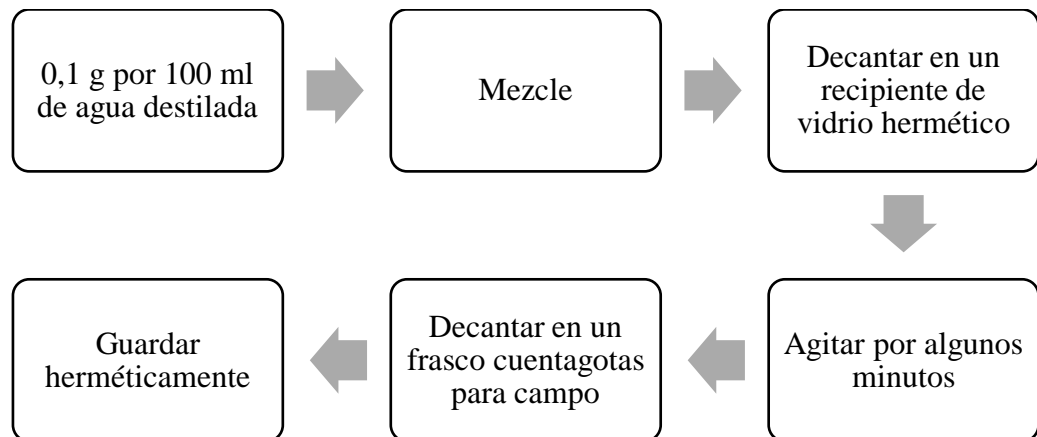 0,1 g por 100 ml
de agua destilada
Mezcle
Decantar en un
recipiente de
vidrio hermético
Agitar por algunos
minutos
Decantar en un
frasco cuentagotas
para campo
Guardar
herméticamente